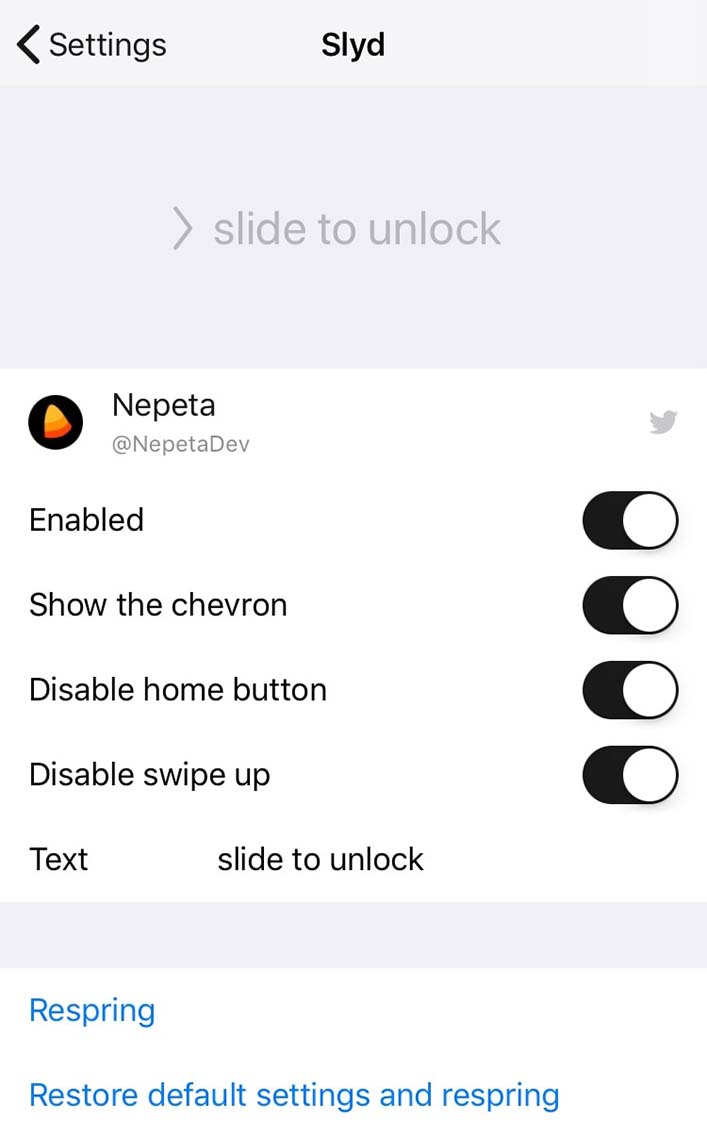 Settings
Slyd
slide to unlock
Nepeta
@NepetaDev
Enabled
Show the chevron
Disable home button
Disable swipe up
Text slide to unlock
Respring
Restore default settings and respring